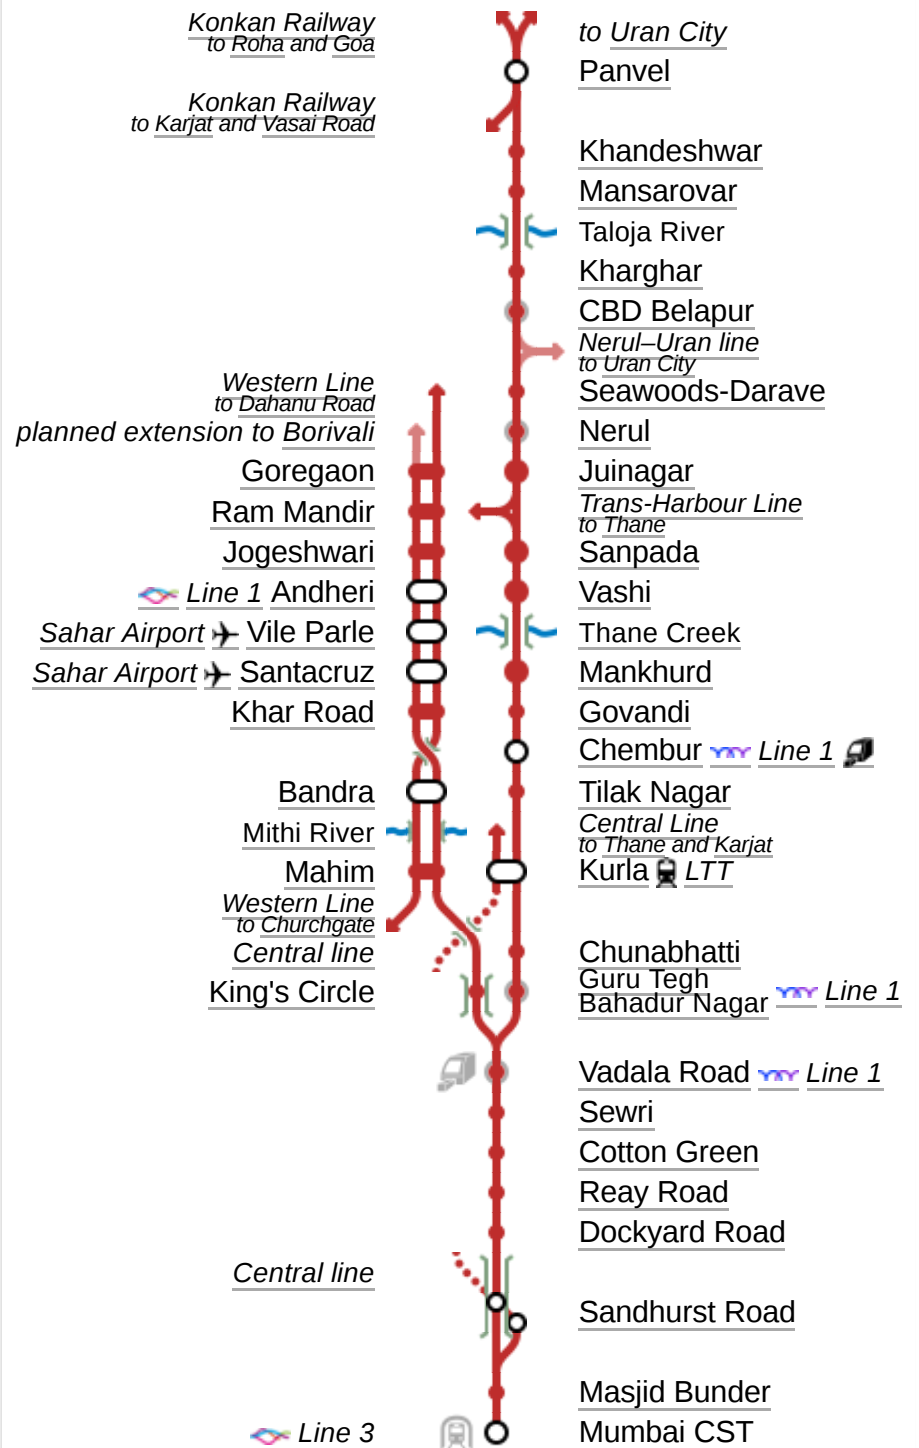 Konkan Railway
to Roha and Goa
to Uran City
Panvel
Konkan Railway
to Karjat and Vasai Road
Khandeshwar
Mansarovar
Taloja River
Kharghar
CBD Belapur
Nerul–Uran line
to Uran City
Western Line
to Dahanu Road
Seawoods-Darave
planned extension to Borivali
Nerul
Goregaon
Juinagar
Ram Mandir
Trans-Harbour Line
to Thane
Jogeshwari
Sanpada
Line 1 Andheri
Vashi
Sahar Airport Vile Parle
Thane Creek
Sahar Airport Santacruz
Mankhurd
Khar Road
Govandi
Chembur Line 1
Bandra
Tilak Nagar
Mithi River
Central Line
to Thane and Karjat
Mahim
Kurla LTT
Western Line
to Churchgate
Central line
Chunabhatti
King's Circle
Guru Tegh
Bahadur Nagar Line 1
Vadala Road Line 1
Sewri
Cotton Green
Reay Road
Dockyard Road
Central line
Sandhurst Road
Masjid Bunder
Line 3
Mumbai CST